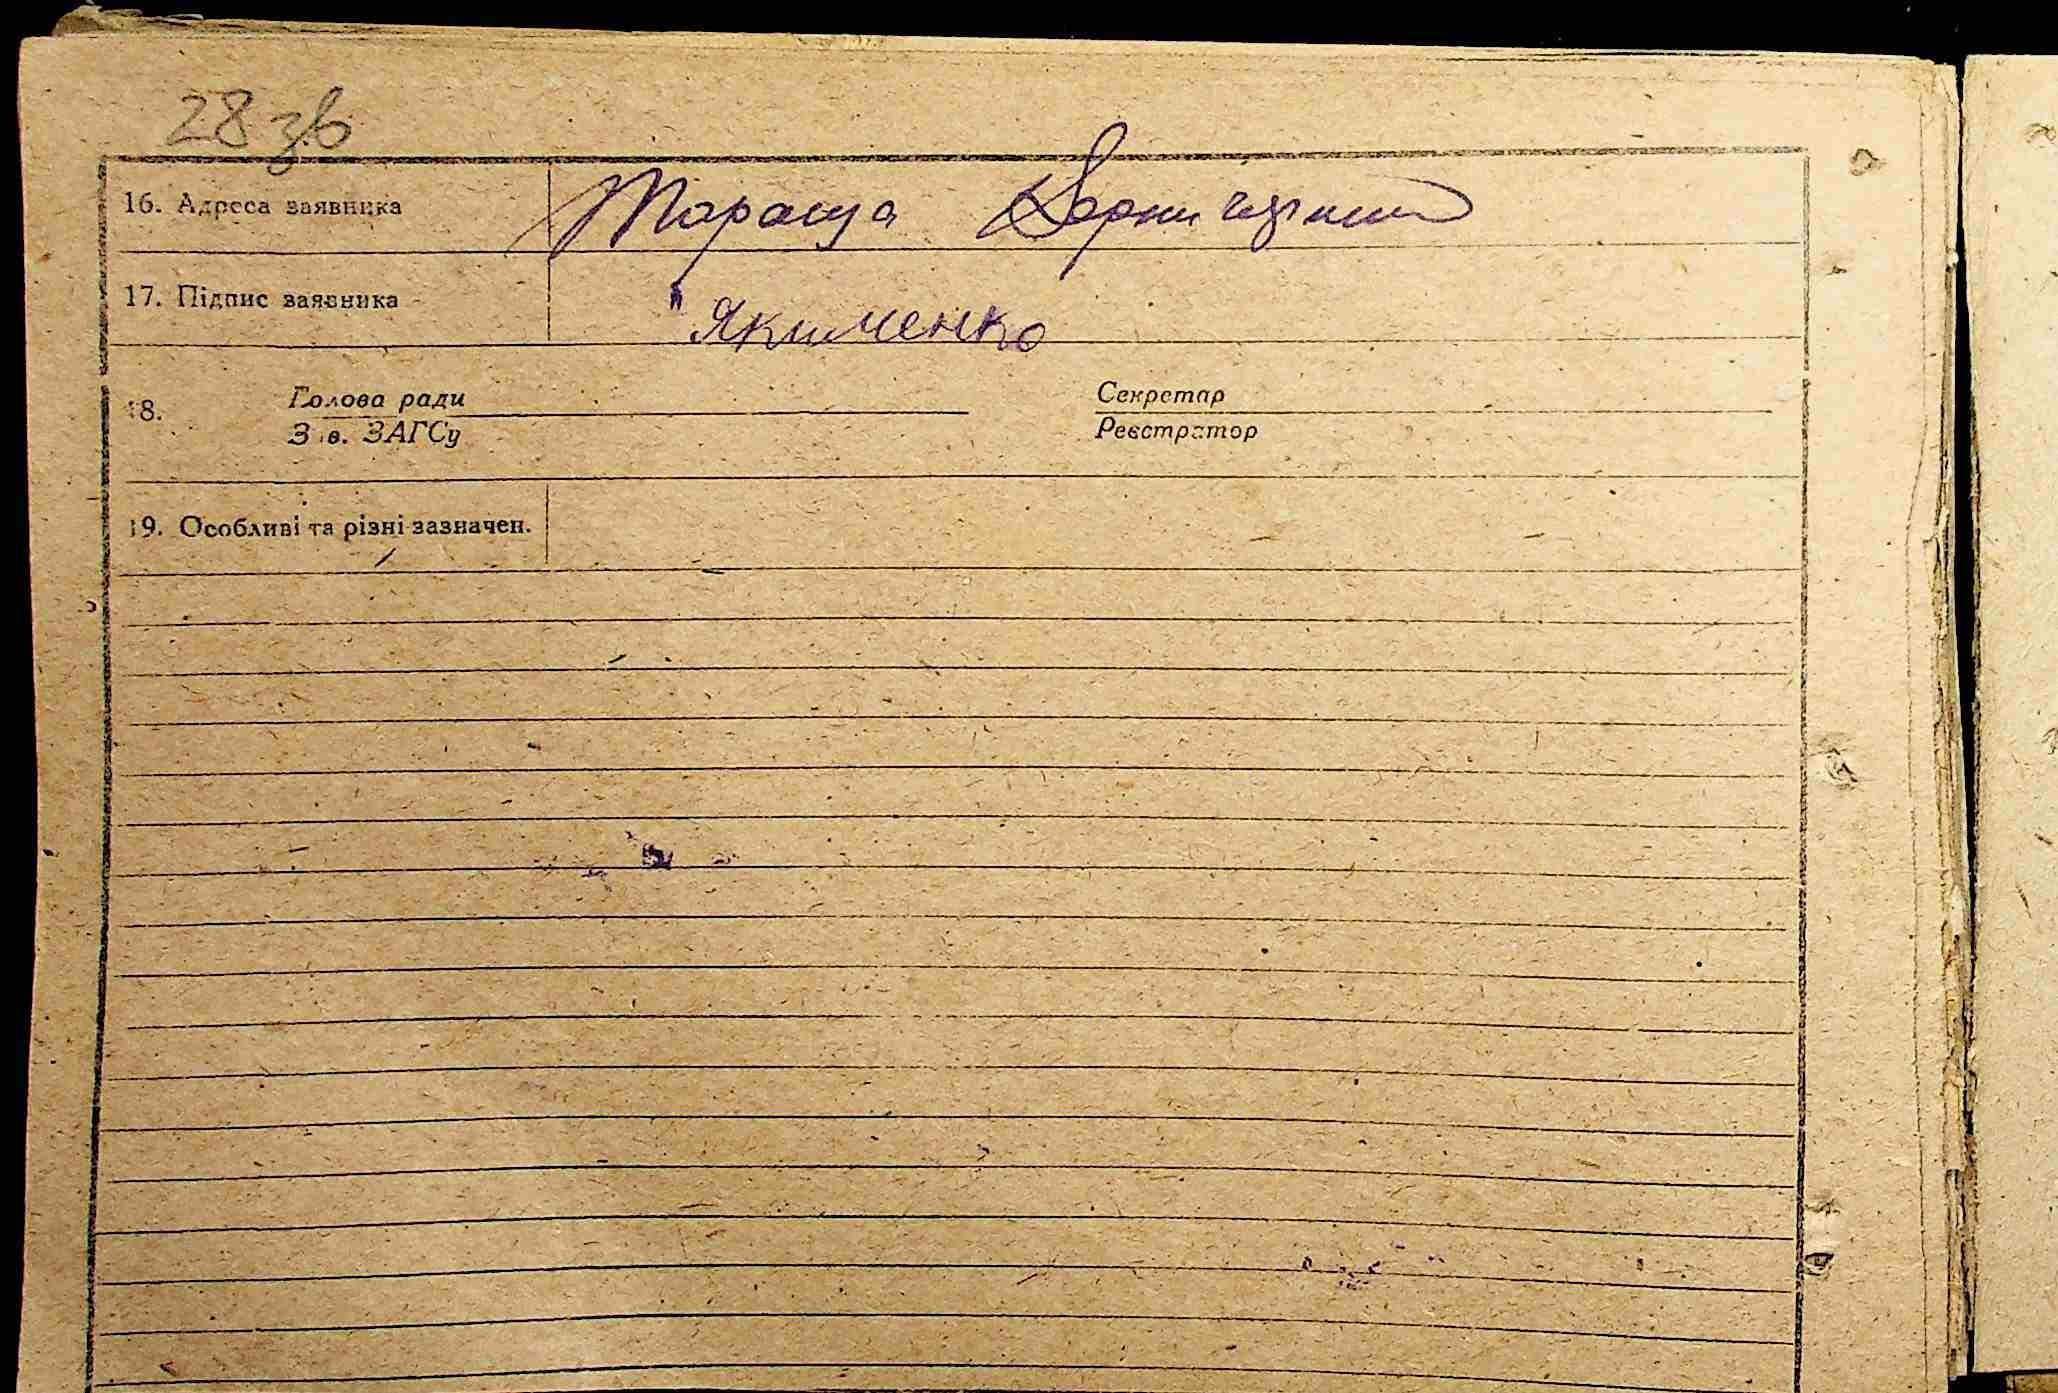 28 зв
16. Адреса заявника Тараща
17. Підпис заявника Якименко
18. Голова ради Секретар
Зав. ЗАГСу Реєстратор
19. Особливі та різні зазначен.